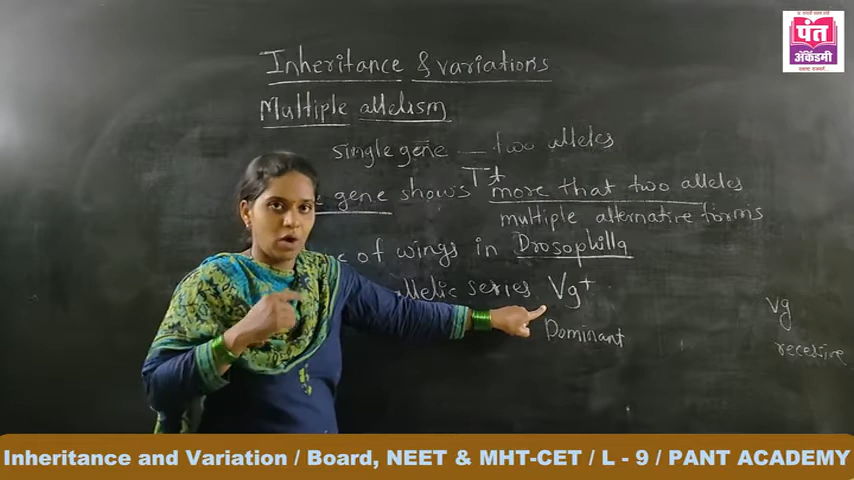 Inheritance & variations
Multiple allelism
single gene — two alleles
T t
gene shows more that two alleles
multiple alternative forms
e of wings in Drosophilla
allelic series Vg+
Dominant
vg
recessive
पंत
अ‍ॅकॅडमी
Inheritance and Variation / Board, NEET & MHT-CET / L - 9 / PANT ACADEMY